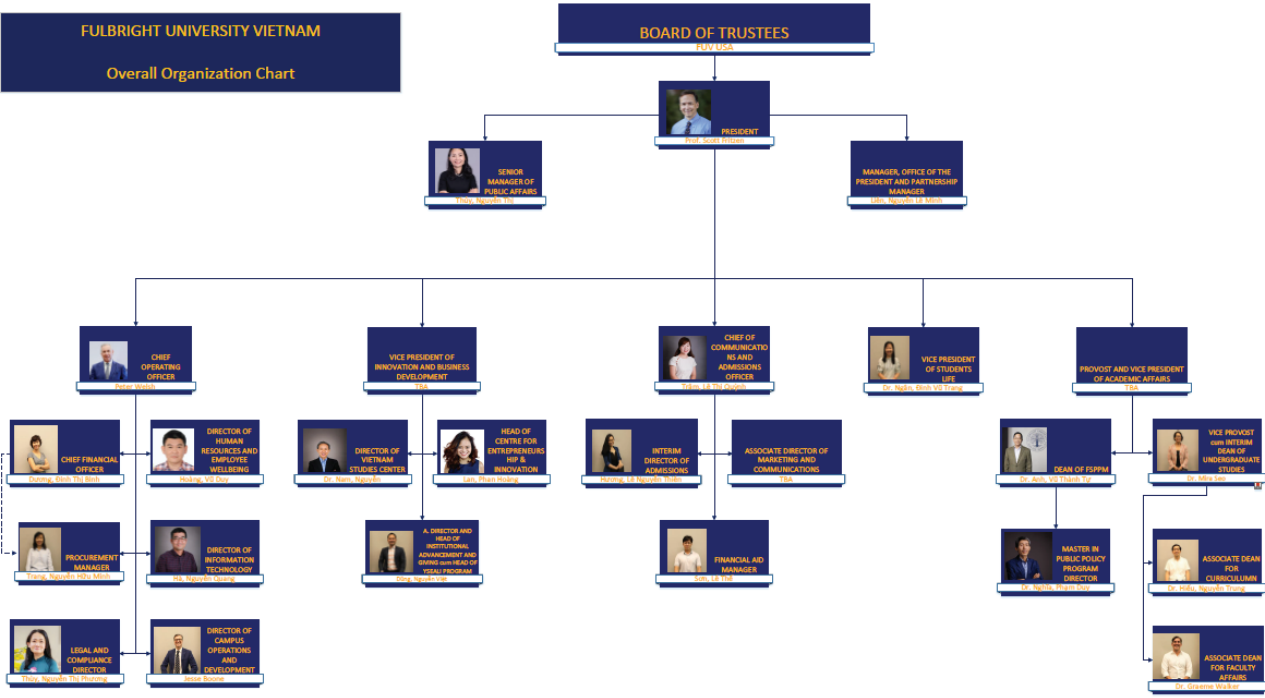 FULBRIGHT UNIVERSITY VIETNAM
Overall Organization Chart
BOARD OF TRUSTEES
FUV USA
PRESIDENT
Prof. Scott Fritzen
SENIOR
MANAGER OF
PUBLIC AFFAIRS
Thủy, Nguyễn Thị
MANAGER, OFFICE OF THE
PRESIDENT AND PARTNERSHIP
MANAGER
Liên, Nguyễn Lê Minh
CHIEF
OPERATING
OFFICER
Peter Welsh
VICE PRESIDENT OF
INNOVATION AND BUSINESS
DEVELOPMENT
TBA
CHIEF OF
COMMUNICATIO
NS AND
ADMISSIONS
OFFICER
Trâm, Lê Thị Quỳnh
VICE PRESIDENT
OF STUDENTS
LIFE
Dr. Ngân, Đinh Vũ Trang
PROVOST AND VICE PRESIDENT
OF ACADEMIC AFFAIRS
TBA
CHIEF FINANCIAL
OFFICER
Dương, Đinh Thị Bình
DIRECTOR OF
HUMAN
RESOURCES AND
EMPLOYEE
WELLBEING
Hoàng, Vũ Duy
DIRECTOR OF
VIETNAM
STUDIES CENTER
Dr. Nam, Nguyễn
HEAD OF
CENTRE FOR
ENTREPRENEURS
HIP &
INNOVATION
Lan, Phan Hoàng
INTERIM
DIRECTOR OF
ADMISSIONS
Hương, Lê Nguyễn Thiên
ASSOCIATE DIRECTOR OF
MARKETING AND
COMMUNICATIONS
TBA
DEAN OF FSPPM
Dr. Anh, Vũ Thành Tự
VICE PROVOST
cum INTERIM
DEAN OF
UNDERGRADUATE
STUDIES
Dr. Mira Seo
PROCUREMENT
MANAGER
Trang, Nguyễn Hữu Minh
DIRECTOR OF
INFORMATION
TECHNOLOGY
Hà, Nguyễn Quang
A. DIRECTOR AND
HEAD OF
INSTITUTIONAL
ADVANCEMENT AND
GIVING cum HEAD OF
YSEALI PROGRAM
Dũng, Nguyễn Việt
FINANCIAL AID
MANAGER
Sơn, Lê Thế
MASTER IN
PUBLIC POLICY
PROGRAM
DIRECTOR
Dr. Nghĩa, Phạm Duy
ASSOCIATE DEAN
FOR
CURRICULUMN
Dr. Hiếu, Nguyễn Trung
LEGAL AND
COMPLIANCE
DIRECTOR
Thủy, Nguyễn Thị Phương
DIRECTOR OF
CAMPUS
OPERATIONS
AND
DEVELOPMENT
Jesse Boone
ASSOCIATE DEAN
FOR FACULTY
AFFAIRS
Dr. Graeme Walker